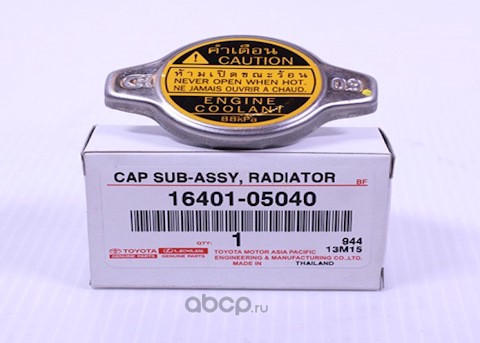 คำเตือน
! CAUTION
ห้ามเปิดขณะร้อน
NEVER OPEN WHEN HOT.
NE JAMAIS OUVRIR A CHAUD.
ENGINE
COOLANT
88kPa
CAP SUB-ASSY, RADIATOR
BF
16401-05040
QTY:
1
944
13M15
TOYOTA
GENUINE PARTS
LEXUS
GENUINE PARTS
TOYOTA MOTOR ASIA PACIFIC
ENGINEERING & MANUFACTURING CO.,LTD.
MADE IN THAILAND
abcp.ru